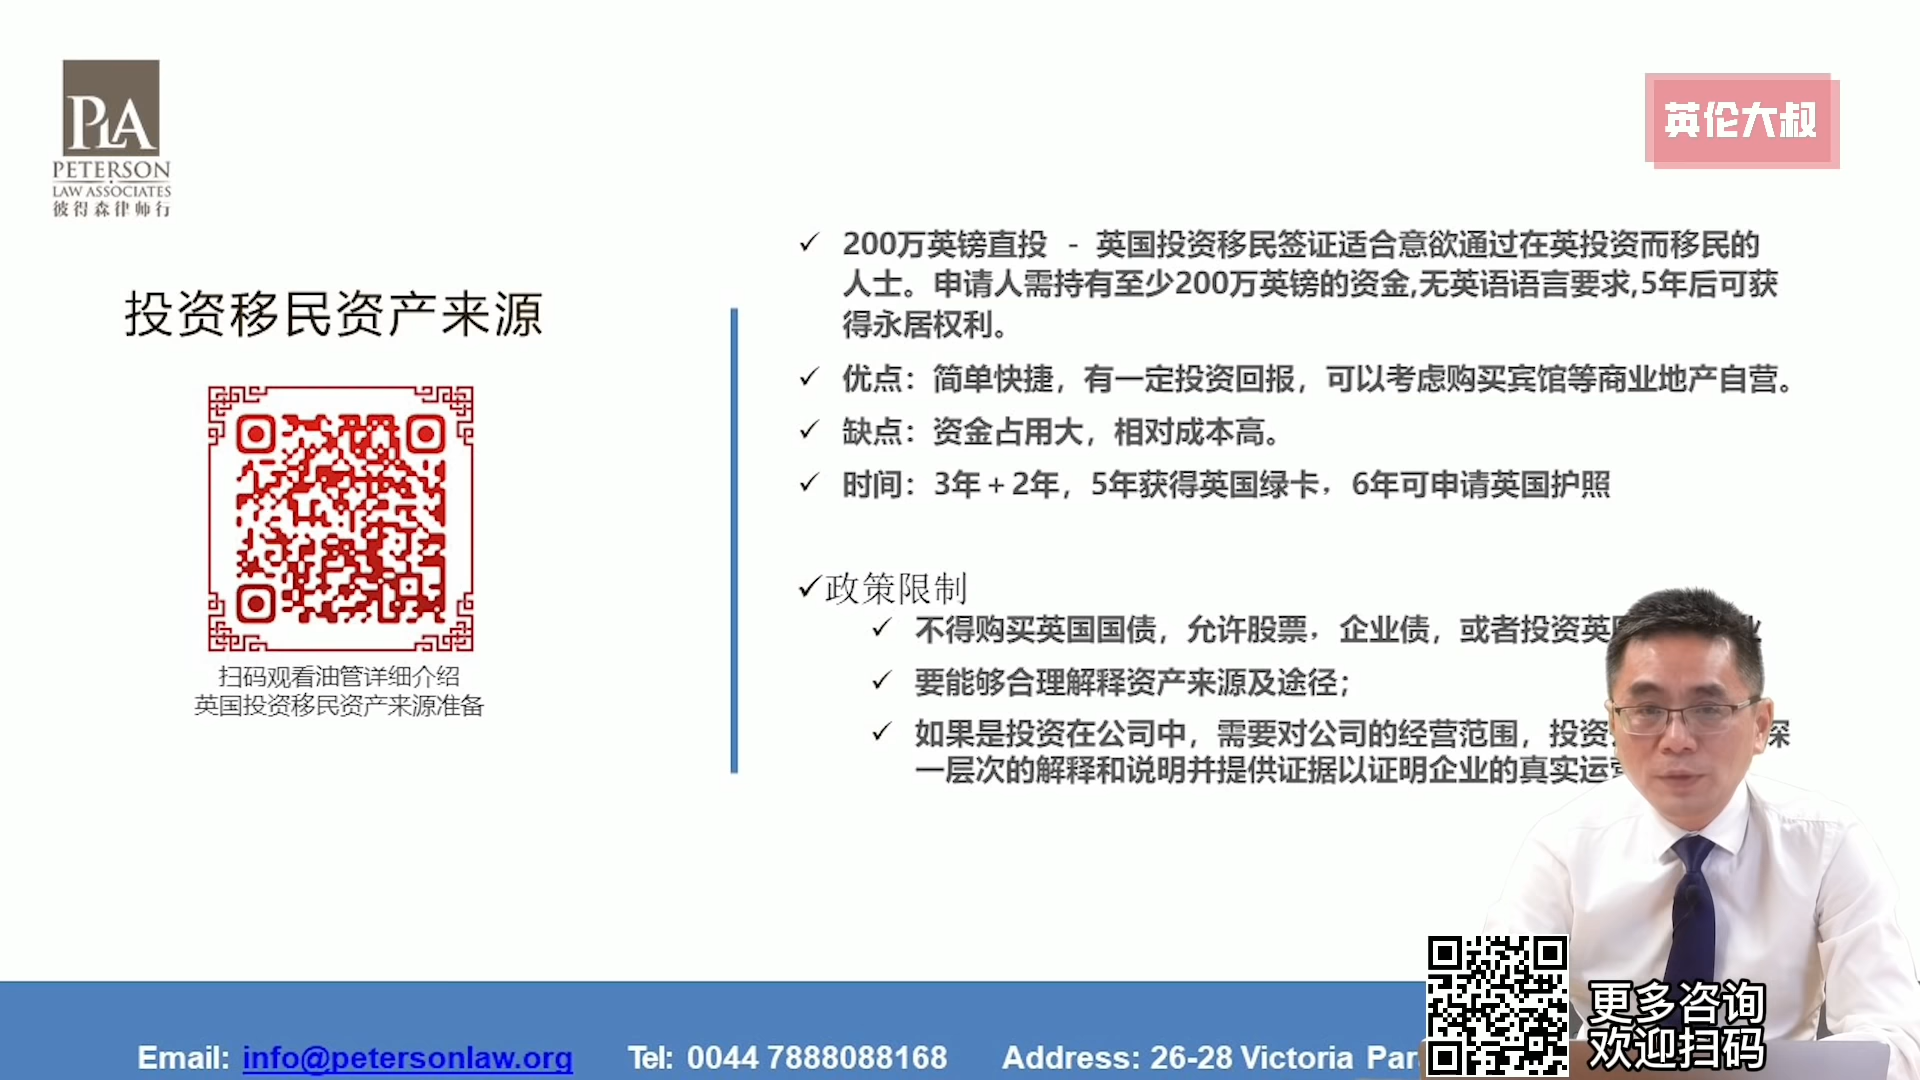 PLA
PETERSON
LAW ASSOCIATES
彼得森律师行
英伦大叔
投资移民资产来源
扫码观看油管详细介绍
英国投资移民资产来源准备
✓ 200万英镑直投 - 英国投资移民签证适合意欲通过在英投资而移民的
人士。申请人需持有至少200万英镑的资金,无英语语言要求,5年后可获
得永居权利。
✓ 优点：简单快捷，有一定投资回报，可以考虑购买宾馆等商业地产自营。
✓ 缺点：资金占用大，相对成本高。
✓ 时间：3年＋2年，5年获得英国绿卡，6年可申请英国护照
✓政策限制
✓ 不得购买英国国债，允许股票，企业债，或者投资英
✓ 要能够合理解释资产来源及途径；
✓ 如果是投资在公司中，需要对公司的经营范围，投资 深
一层次的解释和说明并提供证据以证明企业的真实运
Email: info@petersonlaw.org Tel: 0044 7888088168 Address: 26-28 Victoria
更多咨询
欢迎扫码